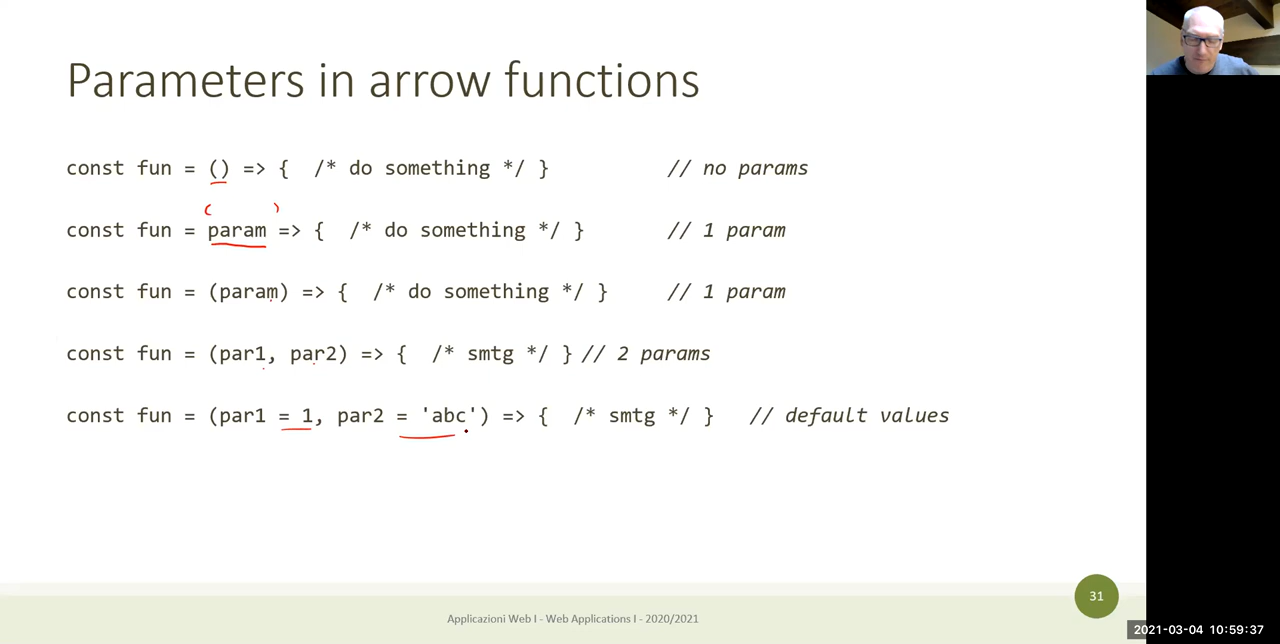 Parameters in arrow functions
const fun = () => { /* do something */ } // no params
( )
const fun = param => { /* do something */ } // 1 param
const fun = (param) => { /* do something */ } // 1 param
const fun = (par1, par2) => { /* smtg */ } // 2 params
const fun = (par1 = 1, par2 = 'abc') => { /* smtg */ } // default values
31
Applicazioni Web I - Web Applications I - 2020/2021
2021-03-04 10:59:37